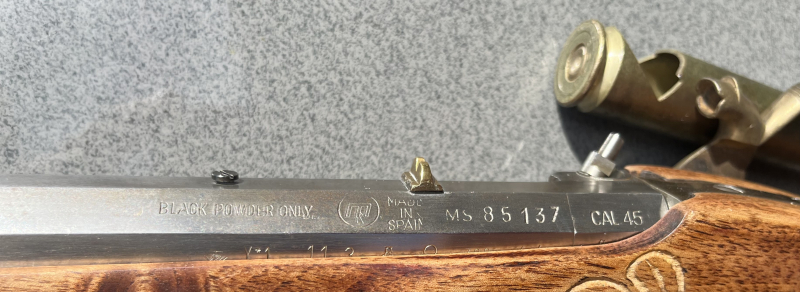 BLACK POWDER ONLY
MADE
IN
SPAIN
MS 85137
CAL 45